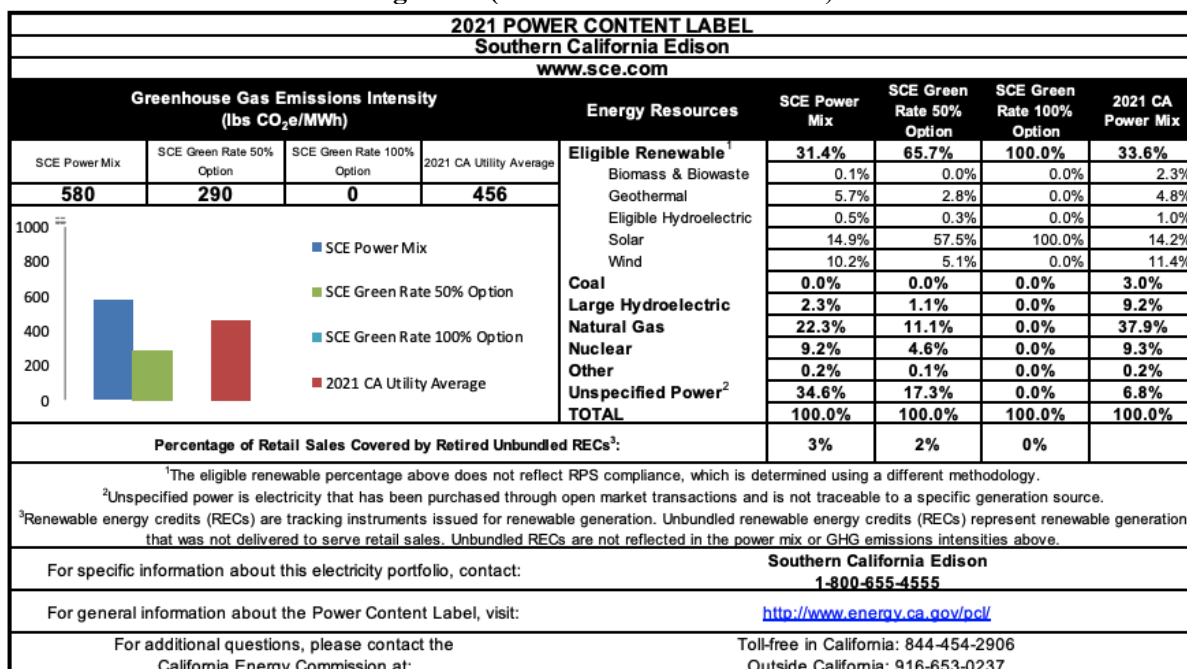 2021 POWER CONTENT LABEL
Southern California Edison
www.sce.com
Greenhouse Gas Emissions Intensity
(lbs CO2e/MWh)
Energy Resources
SCE Power Mix
SCE Green Rate 50% Option
SCE Green Rate 100% Option
2021 CA Power Mix
SCE Power Mix
SCE Green Rate 50% Option
SCE Green Rate 100% Option
2021 CA Utility Average
580 290 0 456
1000
800
600
400
200
0
SCE Power Mix
SCE Green Rate 50% Option
SCE Green Rate 100% Option
2021 CA Utility Average
Eligible Renewable1 31.4% 65.7% 100.0% 33.6%
Biomass & Biowaste 0.1% 0.0% 0.0% 2.3%
Geothermal 5.7% 2.8% 0.0% 4.8%
Eligible Hydroelectric 0.5% 0.3% 0.0% 1.0%
Solar 14.9% 57.5% 100.0% 14.2%
Wind 10.2% 5.1% 0.0% 11.4%
Coal 0.0% 0.0% 0.0% 3.0%
Large Hydroelectric 2.3% 1.1% 0.0% 9.2%
Natural Gas 22.3% 11.1% 0.0% 37.9%
Nuclear 9.2% 4.6% 0.0% 9.3%
Other 0.2% 0.1% 0.0% 0.2%
Unspecified Power2 34.6% 17.3% 0.0% 6.8%
TOTAL 100.0% 100.0% 100.0% 100.0%
Percentage of Retail Sales Covered by Retired Unbundled RECs3: 3% 2% 0%
1The eligible renewable percentage above does not reflect RPS compliance, which is determined using a different methodology.
2Unspecified power is electricity that has been purchased through open market transactions and is not traceable to a specific generation source.
3Renewable energy credits (RECs) are tracking instruments issued for renewable generation. Unbundled renewable energy credits (RECs) represent renewable generation
that was not delivered to serve retail sales. Unbundled RECs are not reflected in the power mix or GHG emissions intensities above.
For specific information about this electricity portfolio, contact:
Southern California Edison
1-800-655-4555
For general information about the Power Content Label, visit:
http://www.energy.ca.gov/pcl/
For additional questions, please contact the
California Energy Commission at:
Toll-free in California: 844-454-2906
Outside California: 916-653-0237